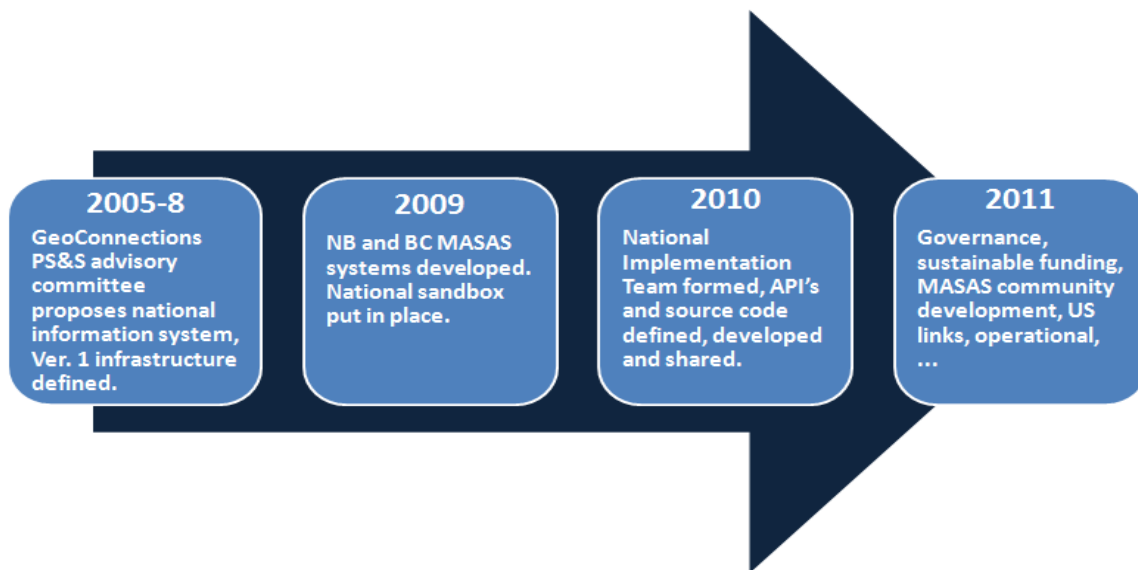 2005-8
GeoConnections
PS&S advisory
committee
proposes national
information system,
Ver. 1 infrastructure
defined.
2009
NB and BC MASAS
systems developed.
National sandbox
put in place.
2010
National
Implementation
Team formed, API's
and source code
defined, developed
and shared.
2011
Governance,
sustainable funding,
MASAS community
development, US
links, operational,
...